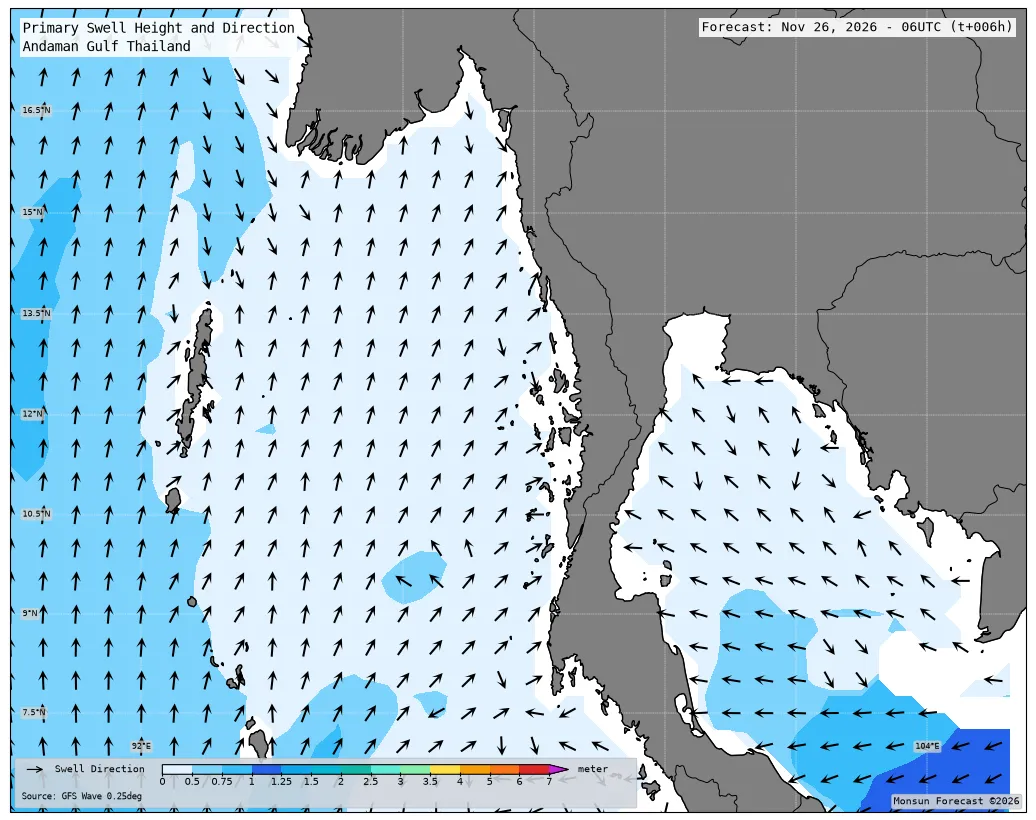 Primary Swell Height and Direction
Andaman Gulf Thailand
Forecast: Nov 26, 2026 - 06UTC (t+006h)
16.5°N
15°N
13.5°N
12°N
10.5°N
9°N
7.5°N
92°E
104°E
Swell Direction
meter
0 0.5 0.75 1 1.25 1.5 2 2.5 3 3.5 4 4.5 5 6 7
Source: GFS Wave 0.25deg
Monsun Forecast ©2026